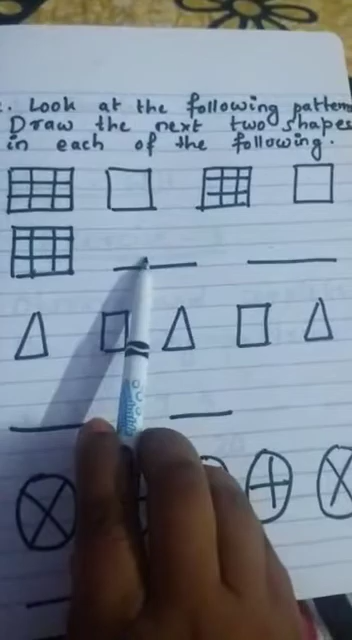 . Look at the following pattern
Draw the next two shapes
in each of the following.